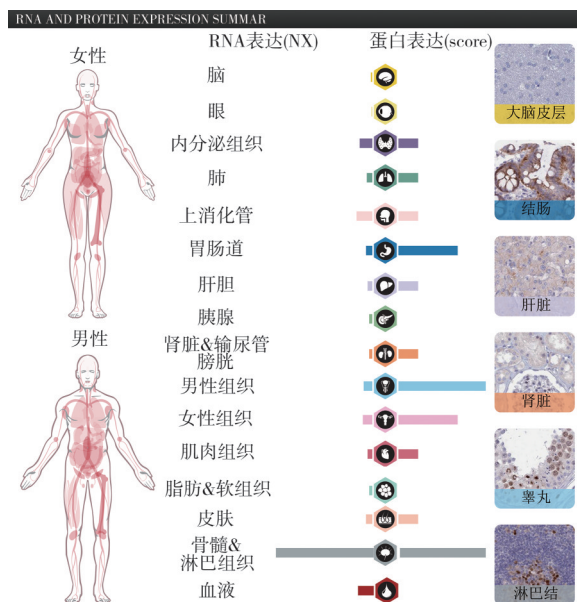 RNA AND PROTEIN EXPRESSION SUMMAR
RNA表达(NX) 蛋白表达(score)
女性
脑
眼
内分泌组织
肺
上消化管
胃肠道
肝胆
胰腺
肾脏&输尿管
膀胱
男性
男性组织
女性组织
肌肉组织
脂肪&软组织
皮肤
骨髓&
淋巴组织
血液
大脑皮层
结肠
肝脏
肾脏
睾丸
淋巴结